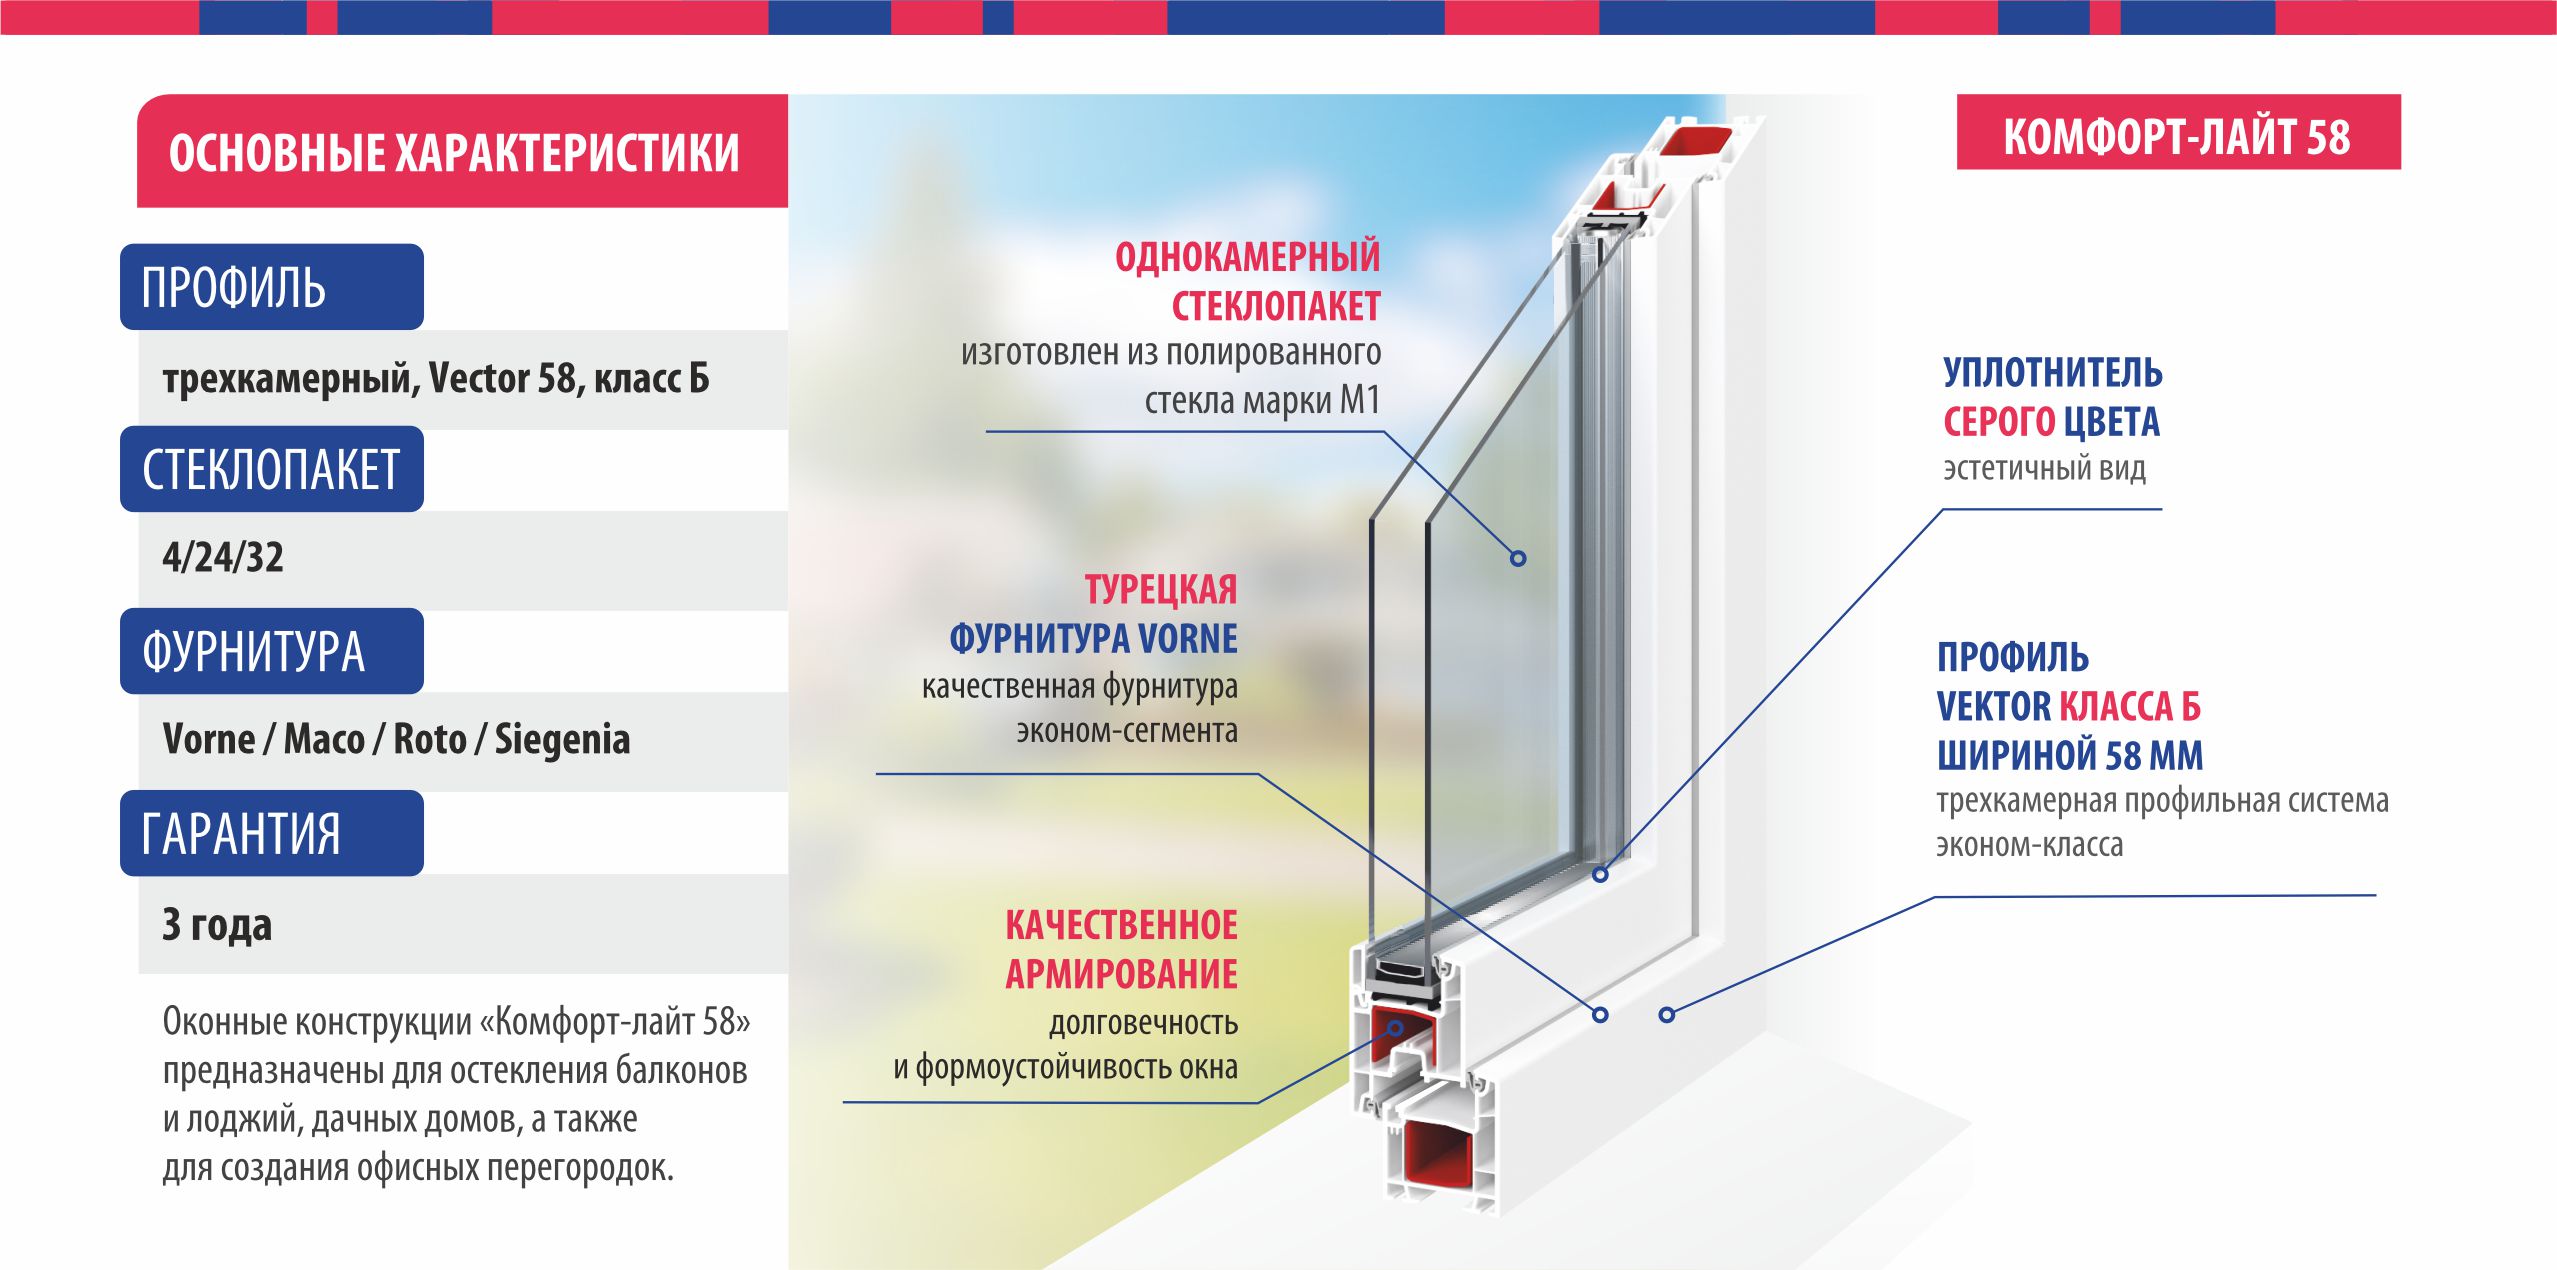 ОСНОВНЫЕ ХАРАКТЕРИСТИКИ
ПРОФИЛЬ
трехкамерный, Vector 58, класс Б
СТЕКЛОПАКЕТ
4/24/32
ФУРНИТУРА
Vorne / Maco / Roto / Siegenia
ГАРАНТИЯ
3 года
Оконные конструкции «Комфорт-лайт 58»
предназначены для остекления балконов
и лоджий, дачных домов, а также
для создания офисных перегородок.
ОДНОКАМЕРНЫЙ
СТЕКЛОПАКЕТ
изготовлен из полированного
стекла марки М1
ТУРЕЦКАЯ
ФУРНИТУРА VORNE
качественная фурнитура
эконом-сегмента
КАЧЕСТВЕННОЕ
АРМИРОВАНИЕ
долговечность
и формоустойчивость окна
КОМФОРТ-ЛАЙТ 58
УПЛОТНИТЕЛЬ
СЕРОГО ЦВЕТА
эстетичный вид
ПРОФИЛЬ
VEKTOR КЛАССА Б
ШИРИНОЙ 58 ММ
трехкамерная профильная система
эконом-класса